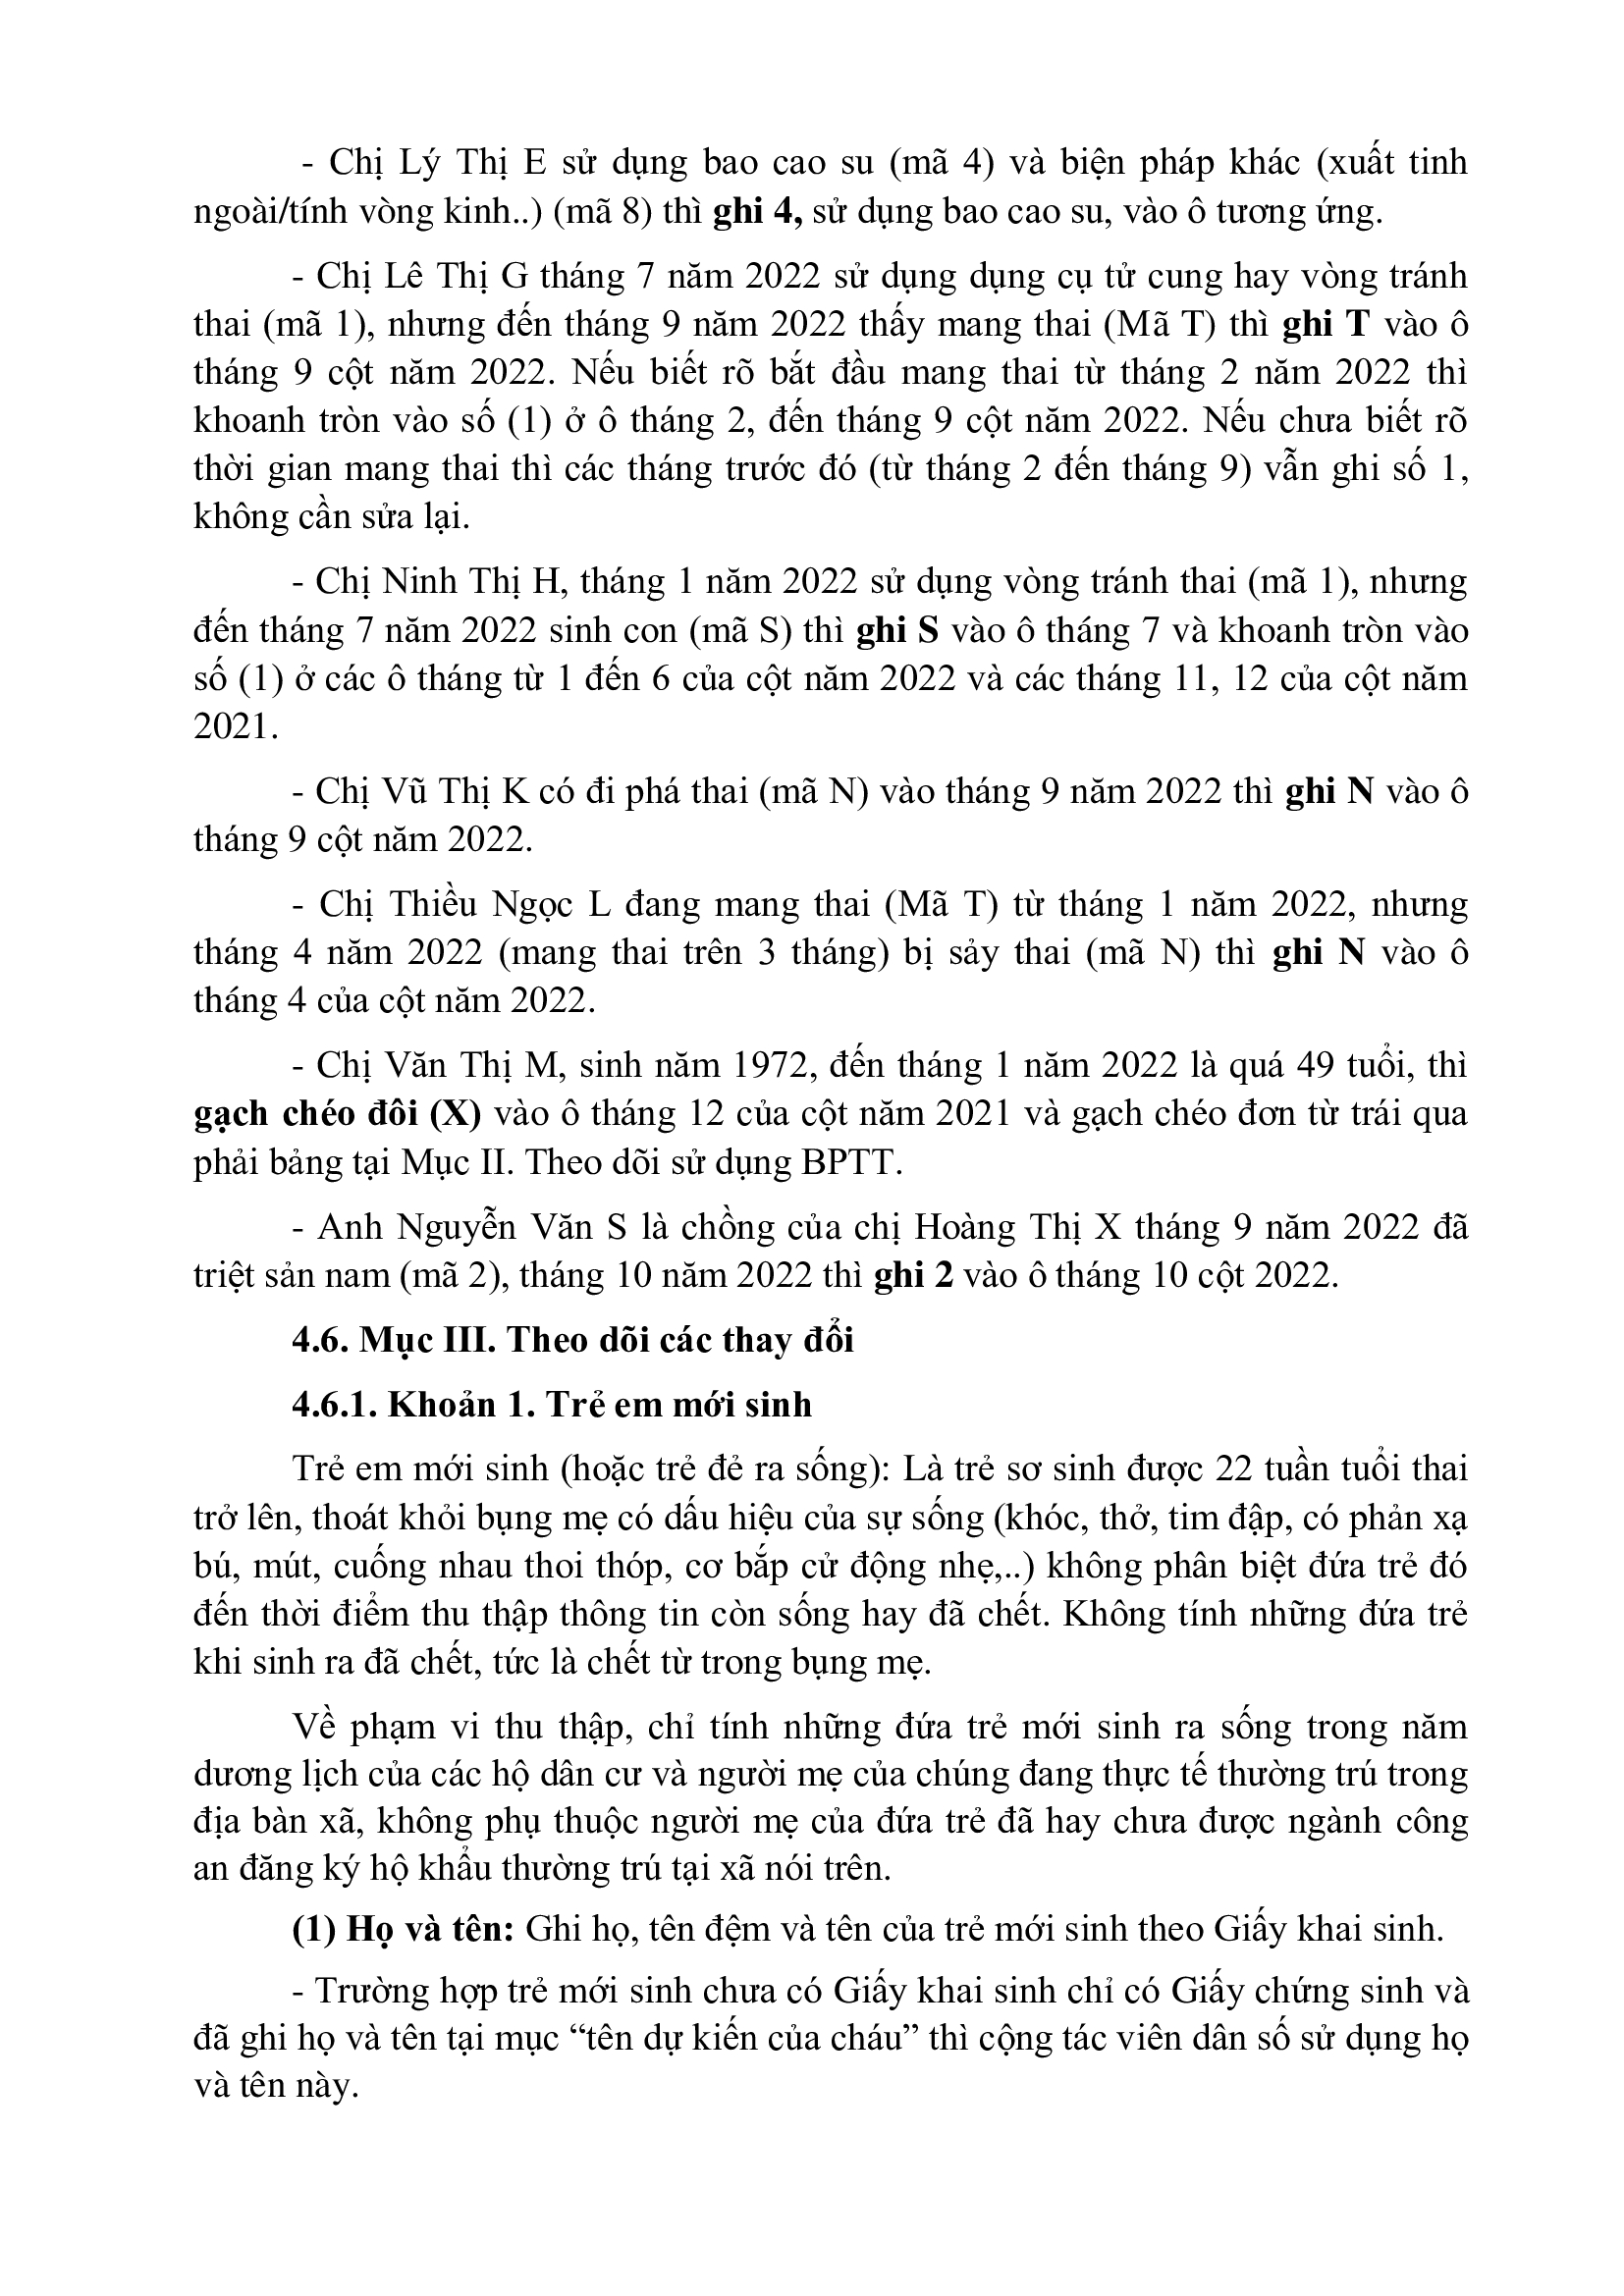 - Chị Lý Thị E sử dụng bao cao su (mã 4) và biện pháp khác (xuất tinh
ngoài/tính vòng kinh..) (mã 8) thì ghi 4, sử dụng bao cao su, vào ô tương ứng.
- Chị Lê Thị G tháng 7 năm 2022 sử dụng dụng cụ tử cung hay vòng tránh
thai (mã 1), nhưng đến tháng 9 năm 2022 thấy mang thai (Mã T) thì ghi T vào ô
tháng 9 cột năm 2022. Nếu biết rõ bắt đầu mang thai từ tháng 2 năm 2022 thì
khoanh tròn vào số (1) ở ô tháng 2, đến tháng 9 cột năm 2022. Nếu chưa biết rõ
thời gian mang thai thì các tháng trước đó (từ tháng 2 đến tháng 9) vẫn ghi số 1,
không cần sửa lại.
- Chị Ninh Thị H, tháng 1 năm 2022 sử dụng vòng tránh thai (mã 1), nhưng
đến tháng 7 năm 2022 sinh con (mã S) thì ghi S vào ô tháng 7 và khoanh tròn vào
số (1) ở các ô tháng từ 1 đến 6 của cột năm 2022 và các tháng 11, 12 của cột năm
2021.
- Chị Vũ Thị K có đi phá thai (mã N) vào tháng 9 năm 2022 thì ghi N vào ô
tháng 9 cột năm 2022.
- Chị Thiều Ngọc L đang mang thai (Mã T) từ tháng 1 năm 2022, nhưng
tháng 4 năm 2022 (mang thai trên 3 tháng) bị sảy thai (mã N) thì ghi N vào ô
tháng 4 của cột năm 2022.
- Chị Văn Thị M, sinh năm 1972, đến tháng 1 năm 2022 là quá 49 tuổi, thì
gạch chéo đôi (X) vào ô tháng 12 của cột năm 2021 và gạch chéo đơn từ trái qua
phải bảng tại Mục II. Theo dõi sử dụng BPTT.
- Anh Nguyễn Văn S là chồng của chị Hoàng Thị X tháng 9 năm 2022 đã
triệt sản nam (mã 2), tháng 10 năm 2022 thì ghi 2 vào ô tháng 10 cột 2022.
4.6. Mục III. Theo dõi các thay đổi
4.6.1. Khoản 1. Trẻ em mới sinh
Trẻ em mới sinh (hoặc trẻ đẻ ra sống): Là trẻ sơ sinh được 22 tuần tuổi thai
trở lên, thoát khỏi bụng mẹ có dấu hiệu của sự sống (khóc, thở, tim đập, có phản xạ
bú, mút, cuống nhau thoi thóp, cơ bắp cử động nhẹ,..) không phân biệt đứa trẻ đó
đến thời điểm thu thập thông tin còn sống hay đã chết. Không tính những đứa trẻ
khi sinh ra đã chết, tức là chết từ trong bụng mẹ.
Về phạm vi thu thập, chỉ tính những đứa trẻ mới sinh ra sống trong năm
dương lịch của các hộ dân cư và người mẹ của chúng đang thực tế thường trú trong
địa bàn xã, không phụ thuộc người mẹ của đứa trẻ đã hay chưa được ngành công
an đăng ký hộ khẩu thường trú tại xã nói trên.
(1) Họ và tên: Ghi họ, tên đệm và tên của trẻ mới sinh theo Giấy khai sinh.
- Trường hợp trẻ mới sinh chưa có Giấy khai sinh chỉ có Giấy chứng sinh và
đã ghi họ và tên tại mục “tên dự kiến của cháu” thì cộng tác viên dân số sử dụng họ
và tên này.